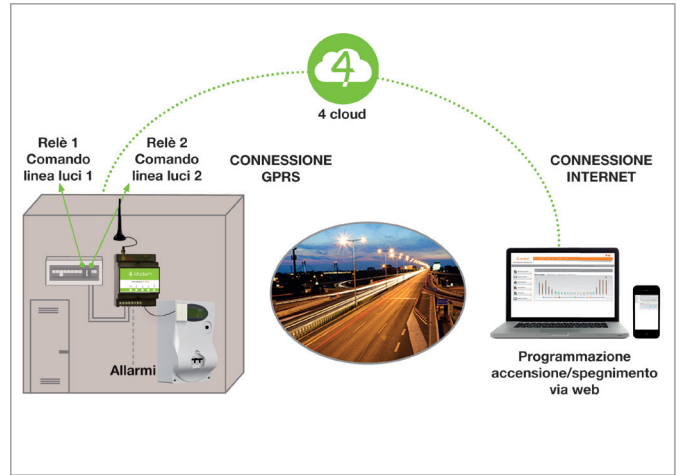 4
4 cloud
Relè 1
Comando
linea luci 1
Relè 2
Comando
linea luci 2
CONNESSIONE
GPRS
CONNESSIONE
INTERNET
Allarmi
Programmazione
accensione/spegnimento
via web